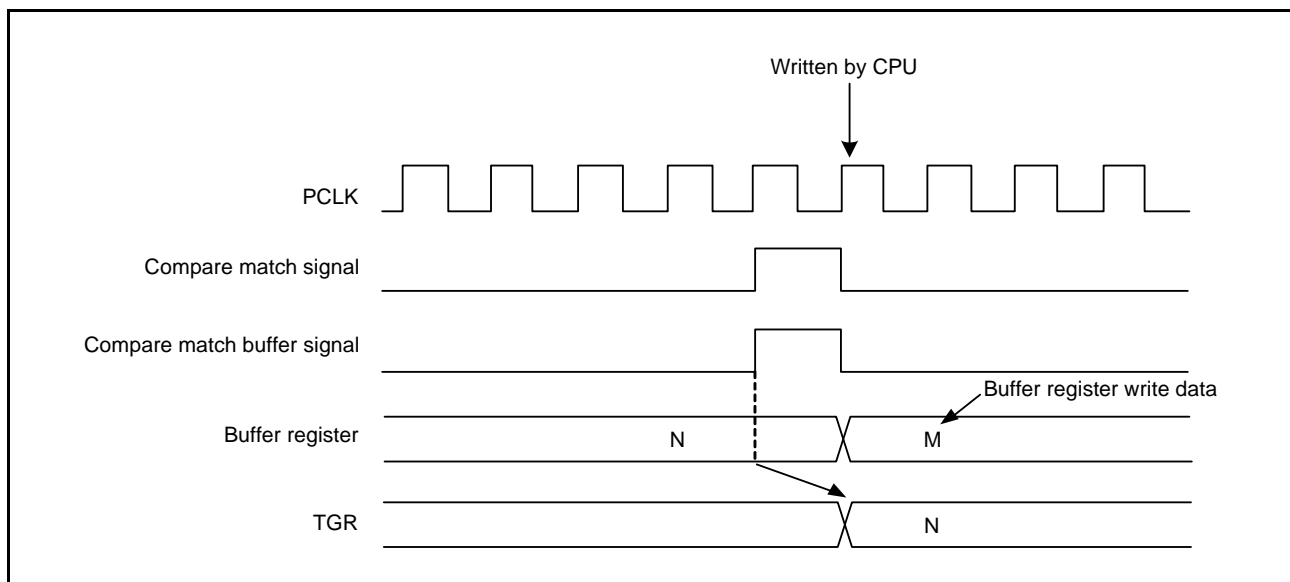 Written by CPU
PCLK
Compare match signal
Compare match buffer signal
Buffer register write data
Buffer register
N
M
TGR
N